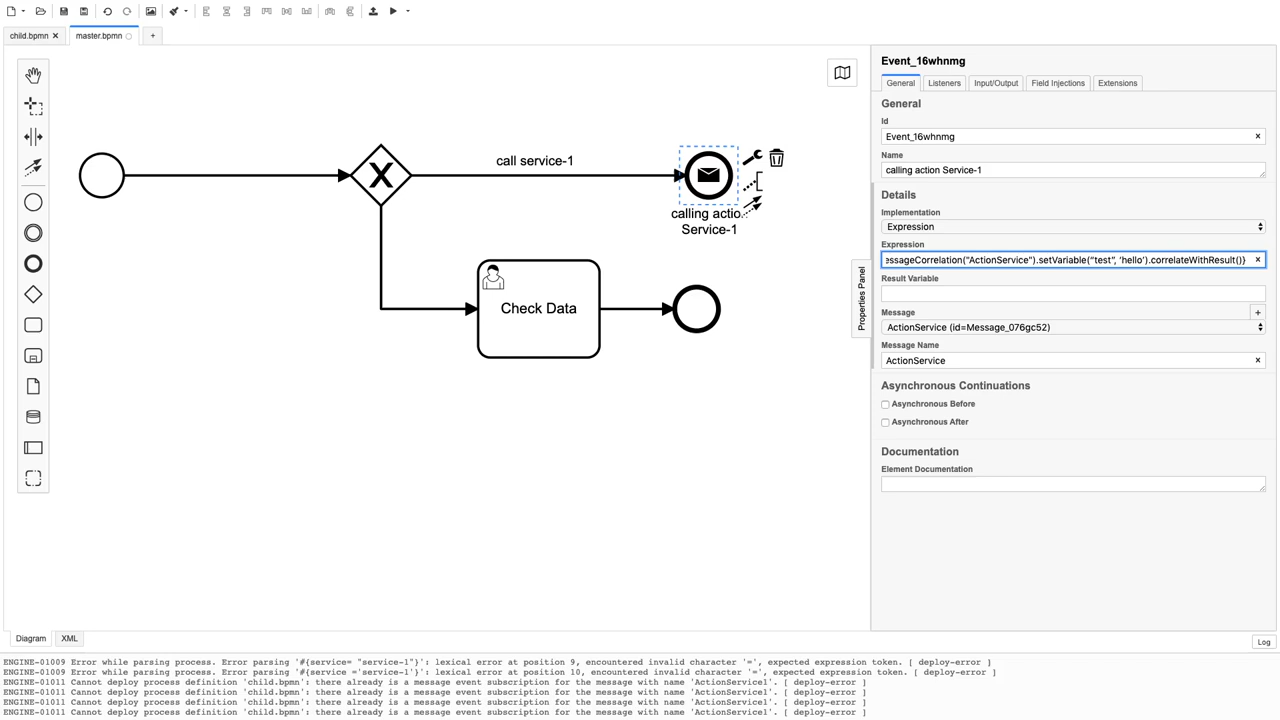 child.bpmn
master.bpmn
+
Event_16whnmg
General Listeners Input/Output Field Injections Extensions
General
Id
Event_16whnmg
Name
calling action Service-1
Details
Implementation
Expression
Expression
essageCorrelation("ActionService").setVariable("test", 'hello').correlateWithResult()}
Result Variable
Message
+
ActionService (id=Message_076gc52)
Message Name
ActionService
Asynchronous Continuations
Asynchronous Before
Asynchronous After
Documentation
Element Documentation
Properties Panel
call service-1
X
calling actio
Service-1
Check Data
Diagram XML
Log
ENGINE-01009 Error while parsing process. Error parsing '#{service= "service-1"}': lexical error at position 9, encountered invalid character '=', expected expression token. [ deploy-error ]
ENGINE-01009 Error while parsing process. Error parsing '#{service ='service-1'}': lexical error at position 10, encountered invalid character '=', expected expression token. [ deploy-error ]
ENGINE-01011 Cannot deploy process definition 'child.bpmn': there already is a message event subscription for the message with name 'ActionService1'. [ deploy-error ]
ENGINE-01011 Cannot deploy process definition 'child.bpmn': there already is a message event subscription for the message with name 'ActionService1'. [ deploy-error ]
ENGINE-01011 Cannot deploy process definition 'child.bpmn': there already is a message event subscription for the message with name 'ActionService1'. [ deploy-error ]
ENGINE-01011 Cannot deploy process definition 'child.bpmn': there already is a message event subscription for the message with name 'ActionService1'. [ deploy-error ]